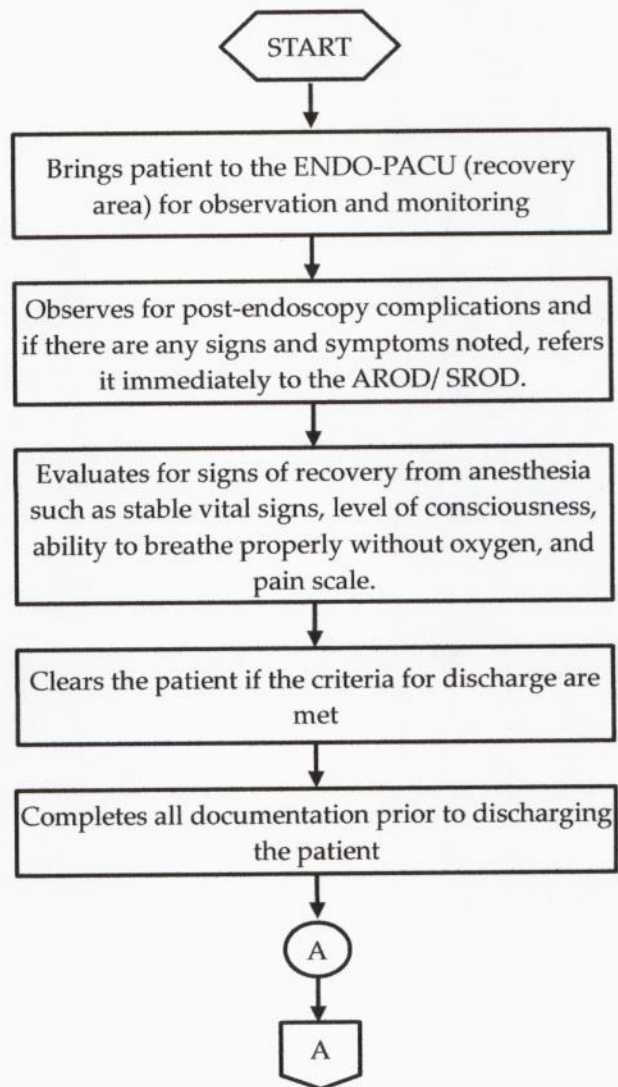 START
Brings patient to the ENDO-PACU (recovery
area) for observation and monitoring
Observes for post-endoscopy complications and
if there are any signs and symptoms noted, refers
it immediately to the AROD/ SROD.
Evaluates for signs of recovery from anesthesia
such as stable vital signs, level of consciousness,
ability to breathe properly without oxygen, and
pain scale.
Clears the patient if the criteria for discharge are
met
Completes all documentation prior to discharging
the patient
A
A